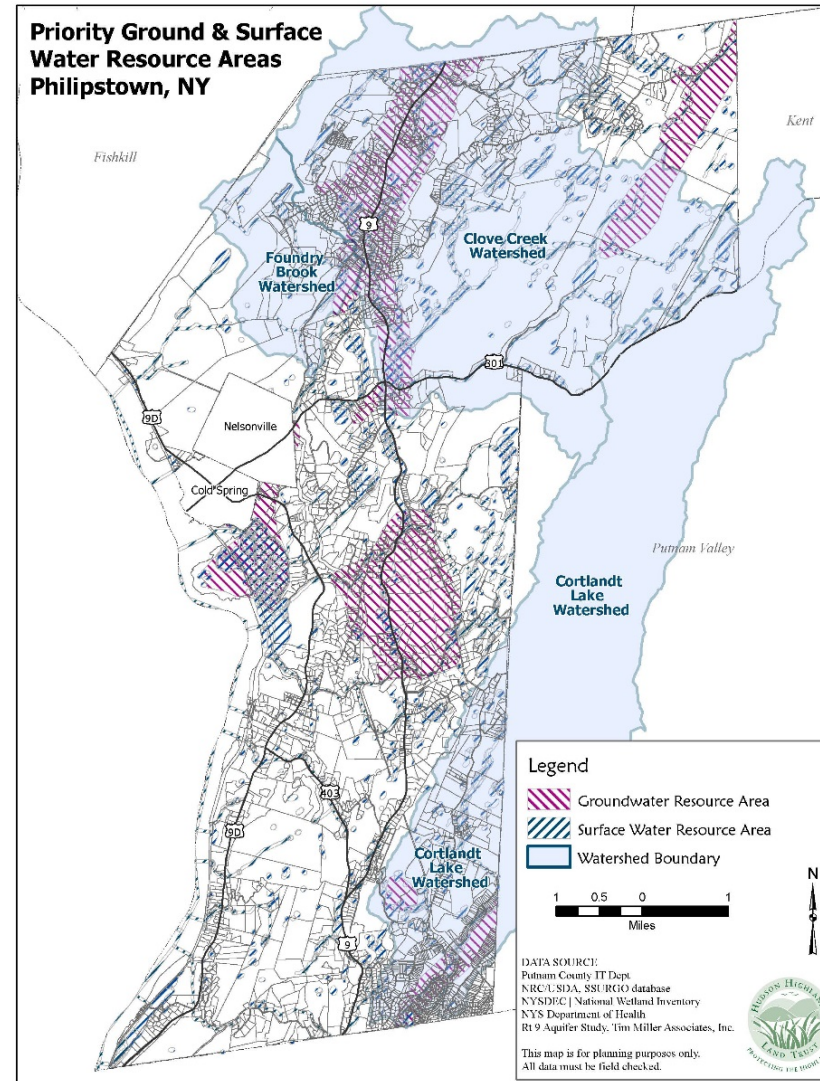 Priority Ground & Surface
Water Resource Areas
Philipstown, NY
Fishkill
Kent
9
Clove Creek
Watershed
Foundry
Brook
Watershed
301
9D
Nelsonville
Cold Spring
Putnam Valley
Cortlandt
Lake
Watershed
403
9D
Cortlandt
Lake
Watershed
9
Legend
Groundwater Resource Area
Surface Water Resource Area
Watershed Boundary
1 0.5 0 1
Miles
N
DATA SOURCE
Putnam County IT Dept
NRC/USDA, SSURGO database
NYSDEC | National Wetland Inventory
NYS Department of Health
Rt 9 Aquifer Study, Tim Miller Associates, Inc.
This map is for planning purposes only.
All data must be field checked.
HUDSON HIGHLAND
LAND TRUST
PROTECTING THE HIGHL